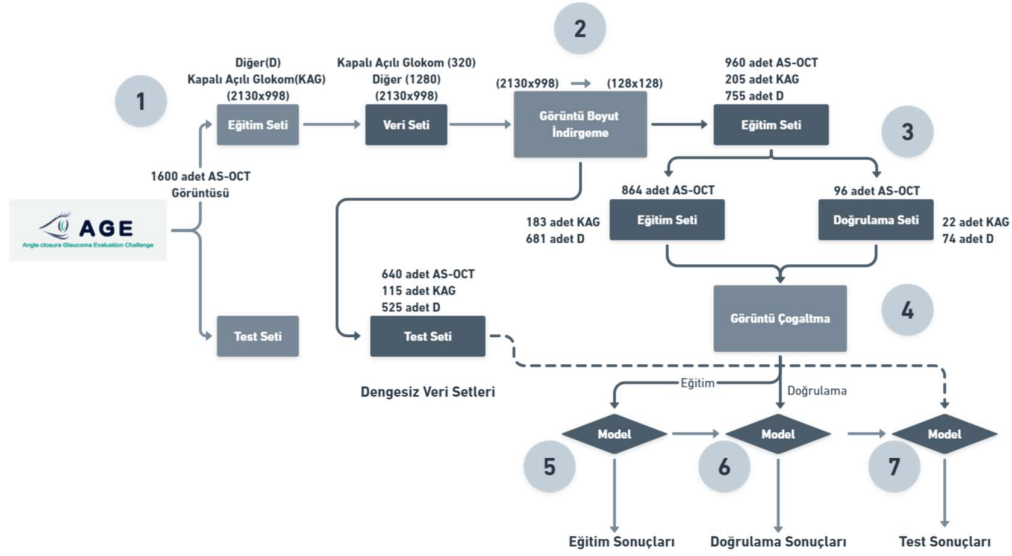 1
Diğer(D)
Kapalı Açılı Glokom(KAG)
(2130x998)
Eğitim Seti
Kapalı Açılı Glokom (320)
Diğer (1280)
(2130x998)
Veri Seti
2
(2130x998)
(128x128)
Görüntü Boyut
İndirgeme
960 adet AS-OCT
205 adet KAG
755 adet D
Eğitim Seti
3
1600 adet AS-OCT
Görüntüsü
AGE
Angle closure Glaucoma Evaluation Challenge
864 adet AS-OCT
183 adet KAG
681 adet D
Eğitim Seti
96 adet AS-OCT
Doğrulama Seti
22 adet KAG
74 adet D
Test Seti
640 adet AS-OCT
115 adet KAG
525 adet D
Test Seti
Dengesiz Veri Setleri
Görüntü Çogaltma
4
Eğitim
Doğrulama
Model
Model
Model
5
6
7
Eğitim Sonuçları
Doğrulama Sonuçları
Test Sonuçları